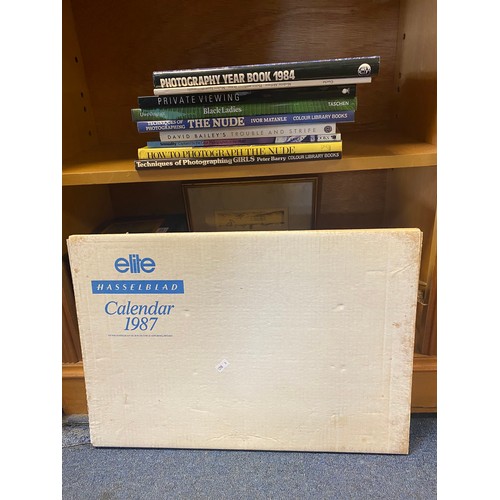 PHOTOGRAPHY YEAR BOOK 1984
PRIVATE VIEWING
Uwe Ommer Black Ladies TASCHEN
TECHNIQUES OF PHOTOGRAPHING THE NUDE IVOR MATANLE COLOUR LIBRARY BOOKS
DAVID BAILEY'S TROUBLE AND STRIFE
HOW TO PHOTOGRAPH THE NUDE
Techniques of Photographing GIRLS Peter Barry COLOUR LIBRARY BOOKS
elite
HASSELBLAD
Calendar
1987